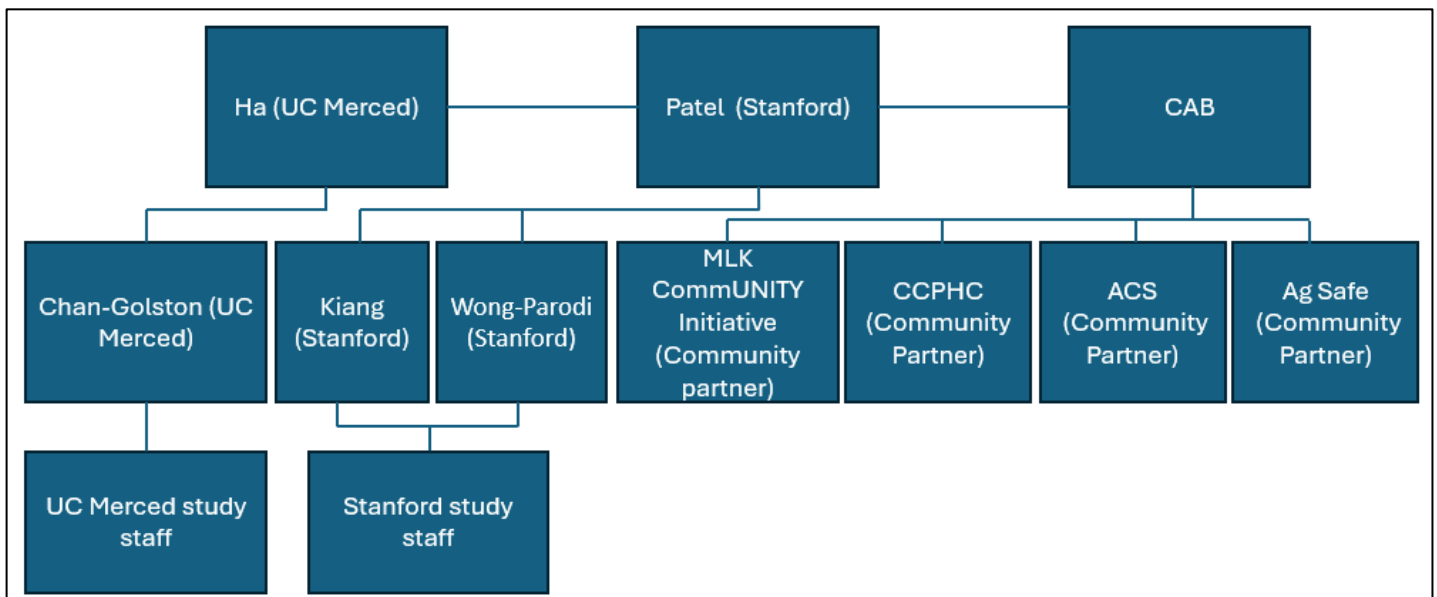 Ha (UC Merced)
Patel (Stanford)
CAB
Chan-Golston (UC
Merced)
Kiang
(Stanford)
Wong-Parodi
(Stanford)
MLK
CommUNITY
Initiative
(Community
partner)
CCPHC
(Community
Partner)
ACS
(Community
Partner)
Ag Safe
(Community
Partner)
UC Merced study
staff
Stanford study
staff